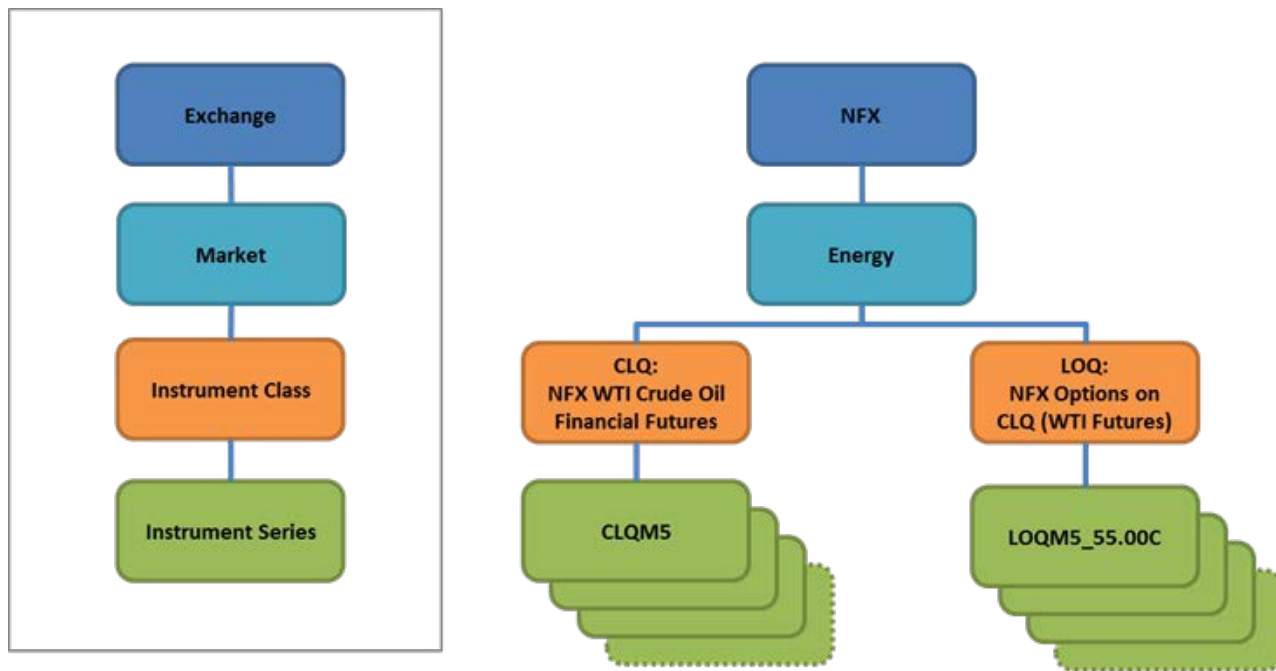 Exchange
Market
Instrument Class
Instrument Series
NFX
Energy
CLQ:
NFX WTI Crude Oil
Financial Futures
LOQ:
NFX Options on
CLQ (WTI Futures)
CLQM5
LOQM5_55.00C